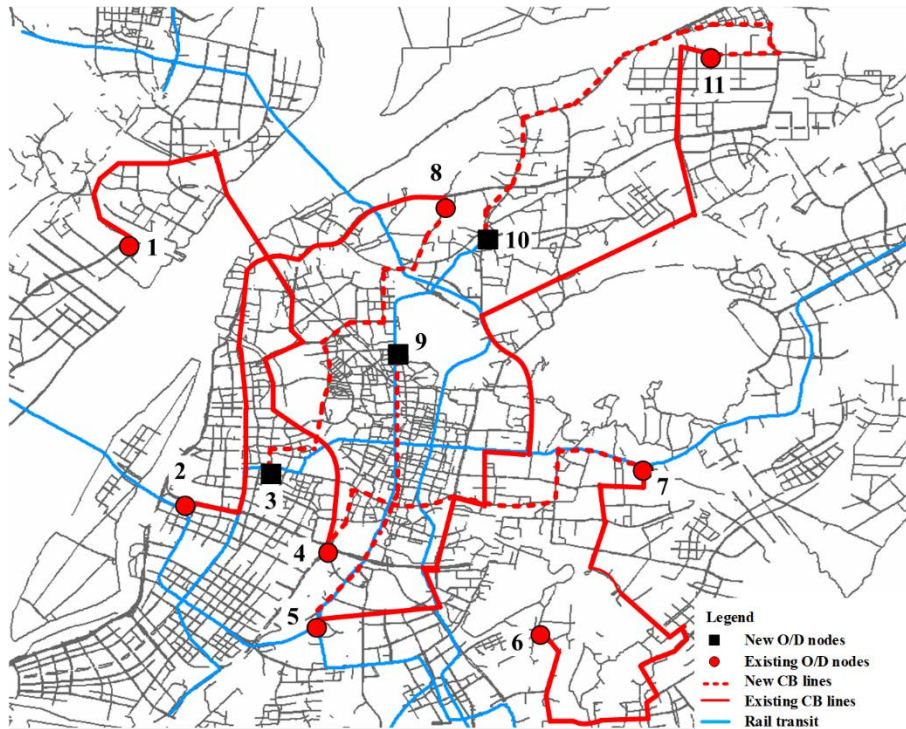 11
8
1
10
9
2
3
7
4
5
6
Legend
New O/D nodes
Existing O/D nodes
New CB lines
Existing CB lines
Rail transit